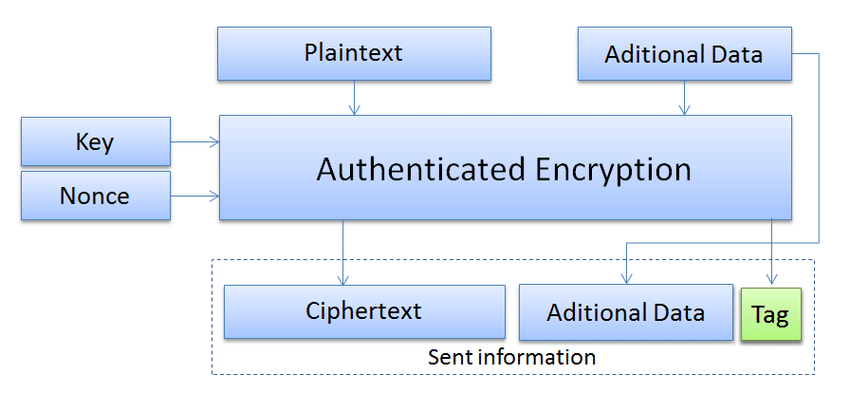 Plaintext
Aditional Data
Key
Authenticated Encryption
Nonce
Ciphertext
Aditional Data
Tag
Sent information